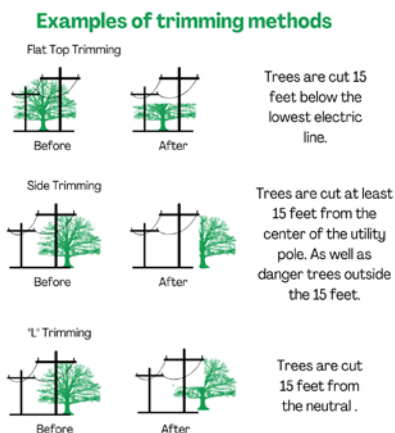 Examples of trimming methods
Flat Top Trimming
Before
After
Trees are cut 15
feet below the
lowest electric
line.
Side Trimming
Before
After
Trees are cut at least
15 feet from the
center of the utility
pole. As well as
danger trees outside
the 15 feet.
"L" Trimming
Before
After
Trees are cut
15 feet from
the neutral .